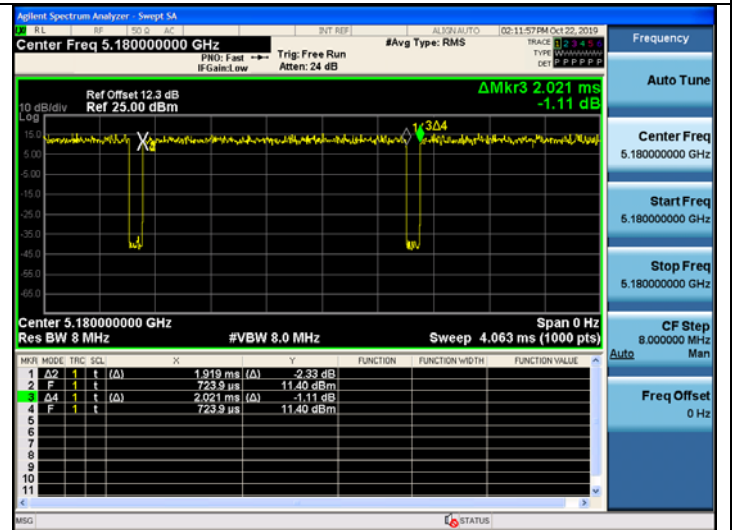 Agilent Spectrum Analyzer - Swept SA
RL RF 50 Ω AC INT REF ALIGN AUTO 02:11:57 PM Oct 22, 2019
Center Freq 5.180000000 GHz
PNO: Fast
IFGain:Low
Trig: Free Run
Atten: 24 dB
#Avg Type: RMS
TRACE 1 2 3 4 5 6
TYPE WWWWWW
DET P P P P P P
ΔMkr3 2.021 ms
-1.11 dB
Ref Offset 12.3 dB
10 dB/div Ref 25.00 dBm
Log
15.0
5.00
-5.00
-15.0
-25.0
-35.0
-45.0
-55.0
-65.0
X
3Δ4
Center 5.180000000 GHz Span 0 Hz
Res BW 8 MHz #VBW 8.0 MHz Sweep 4.063 ms (1000 pts)
MKR MODE TRC SCL X Y FUNCTION FUNCTION WIDTH FUNCTION VALUE
1 Δ2 1 t (Δ) 1.919 ms (Δ) -2.33 dB
2 F 1 t 723.9 µs 11.40 dBm
3 Δ4 1 t (Δ) 2.021 ms (Δ) -1.11 dB
4 F 1 t 723.9 µs 11.40 dBm
5
6
7
8
9
10
11
MSG STATUS
Frequency
Auto Tune
Center Freq
5.180000000 GHz
Start Freq
5.180000000 GHz
Stop Freq
5.180000000 GHz
CF Step
8.000000 MHz
Auto Man
Freq Offset
0 Hz